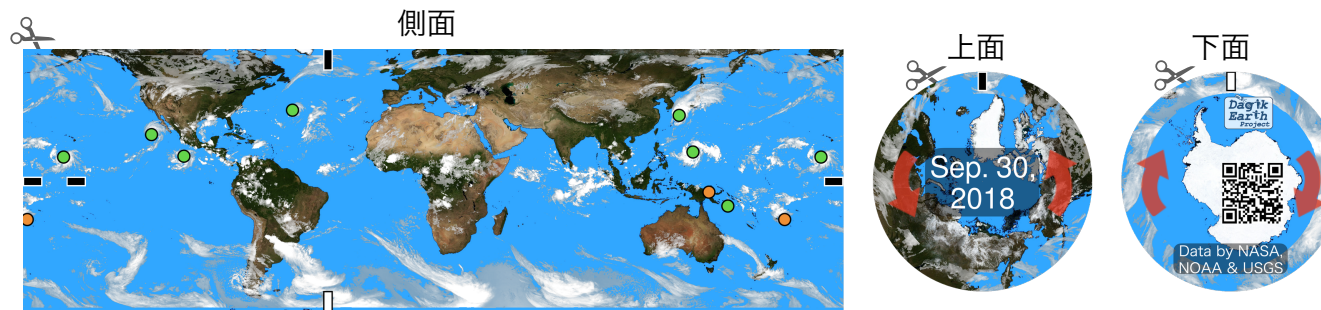 側面
上面
下面
Sep. 30,
2018
Dagik
Earth
Project
Data by NASA,
NOAA & USGS